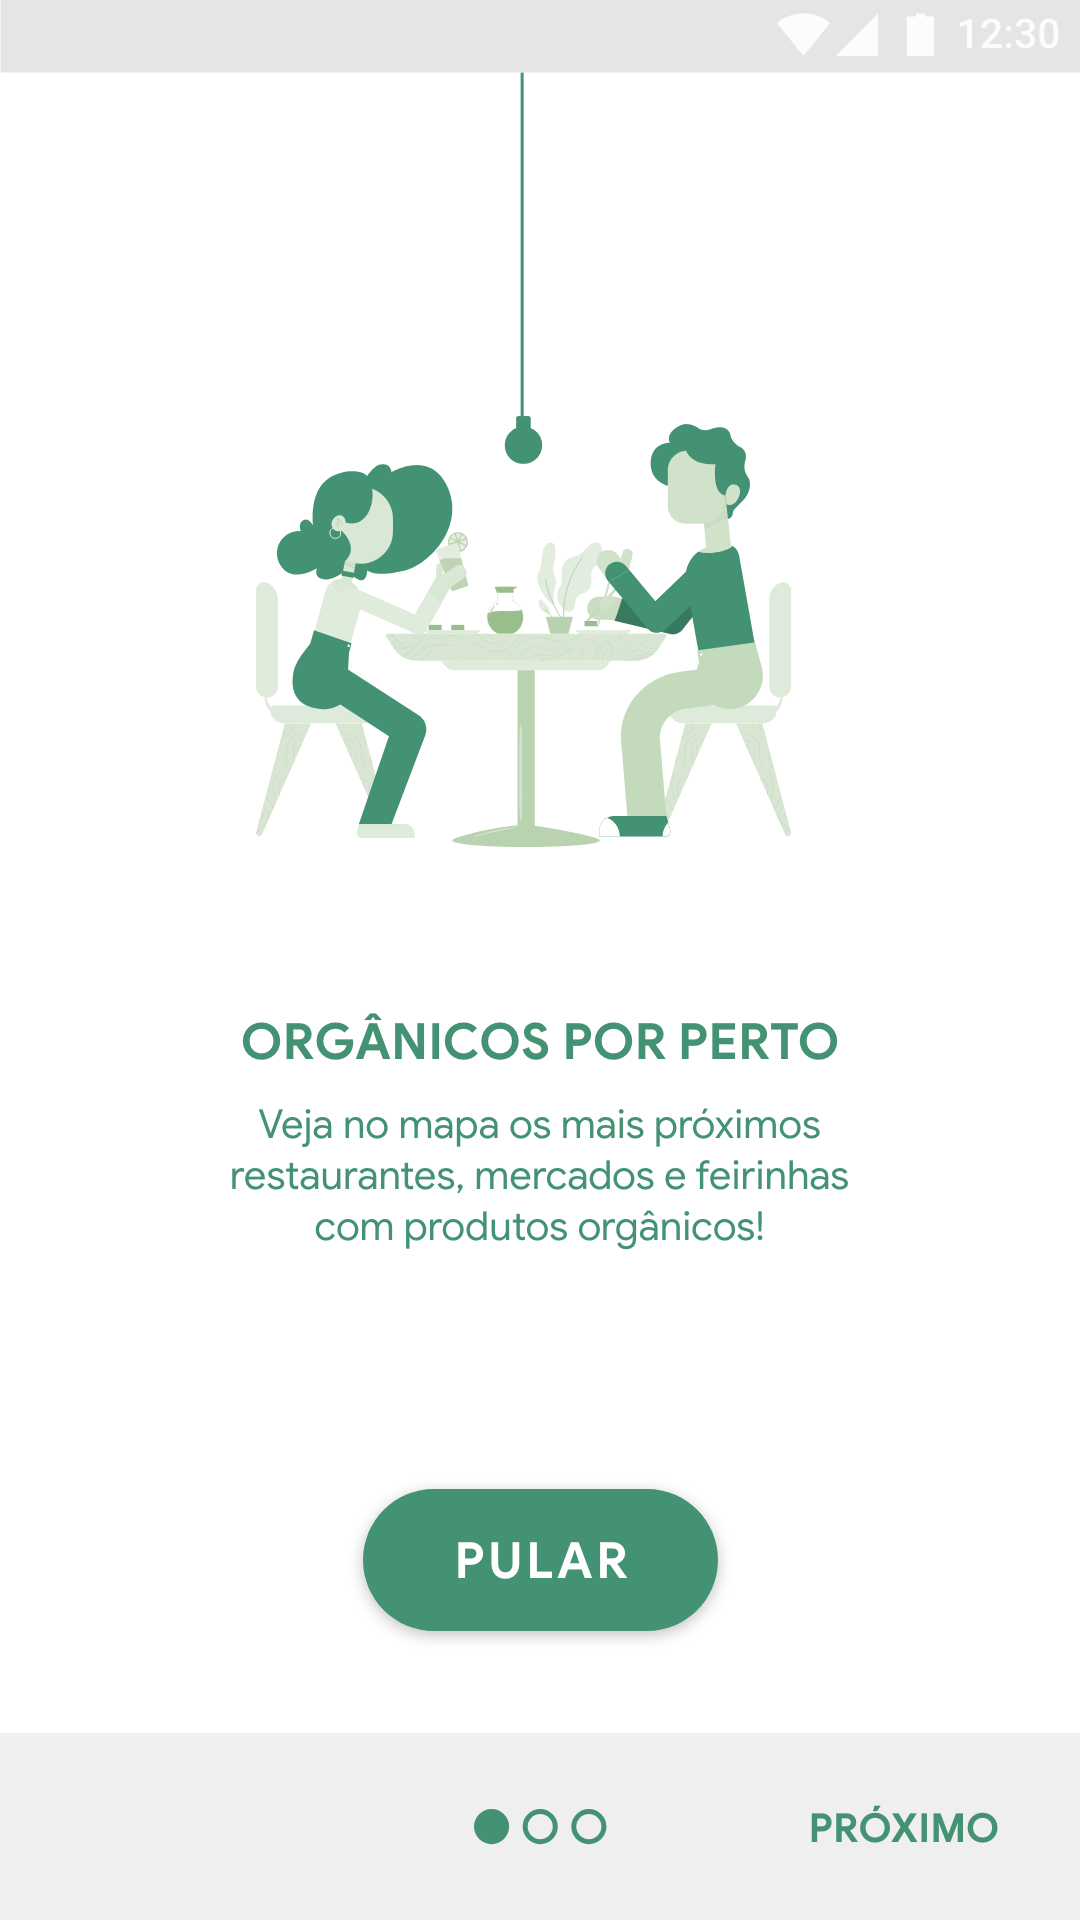 12:30
ORGÂNICOS POR PERTO
Veja no mapa os mais próximos
restaurantes, mercados e feirinhas
com produtos orgânicos!
PULAR
PRÓXIMO